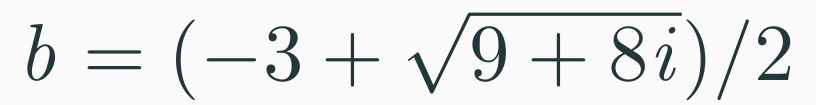 b = (−3 + √(9 + 8i))/2